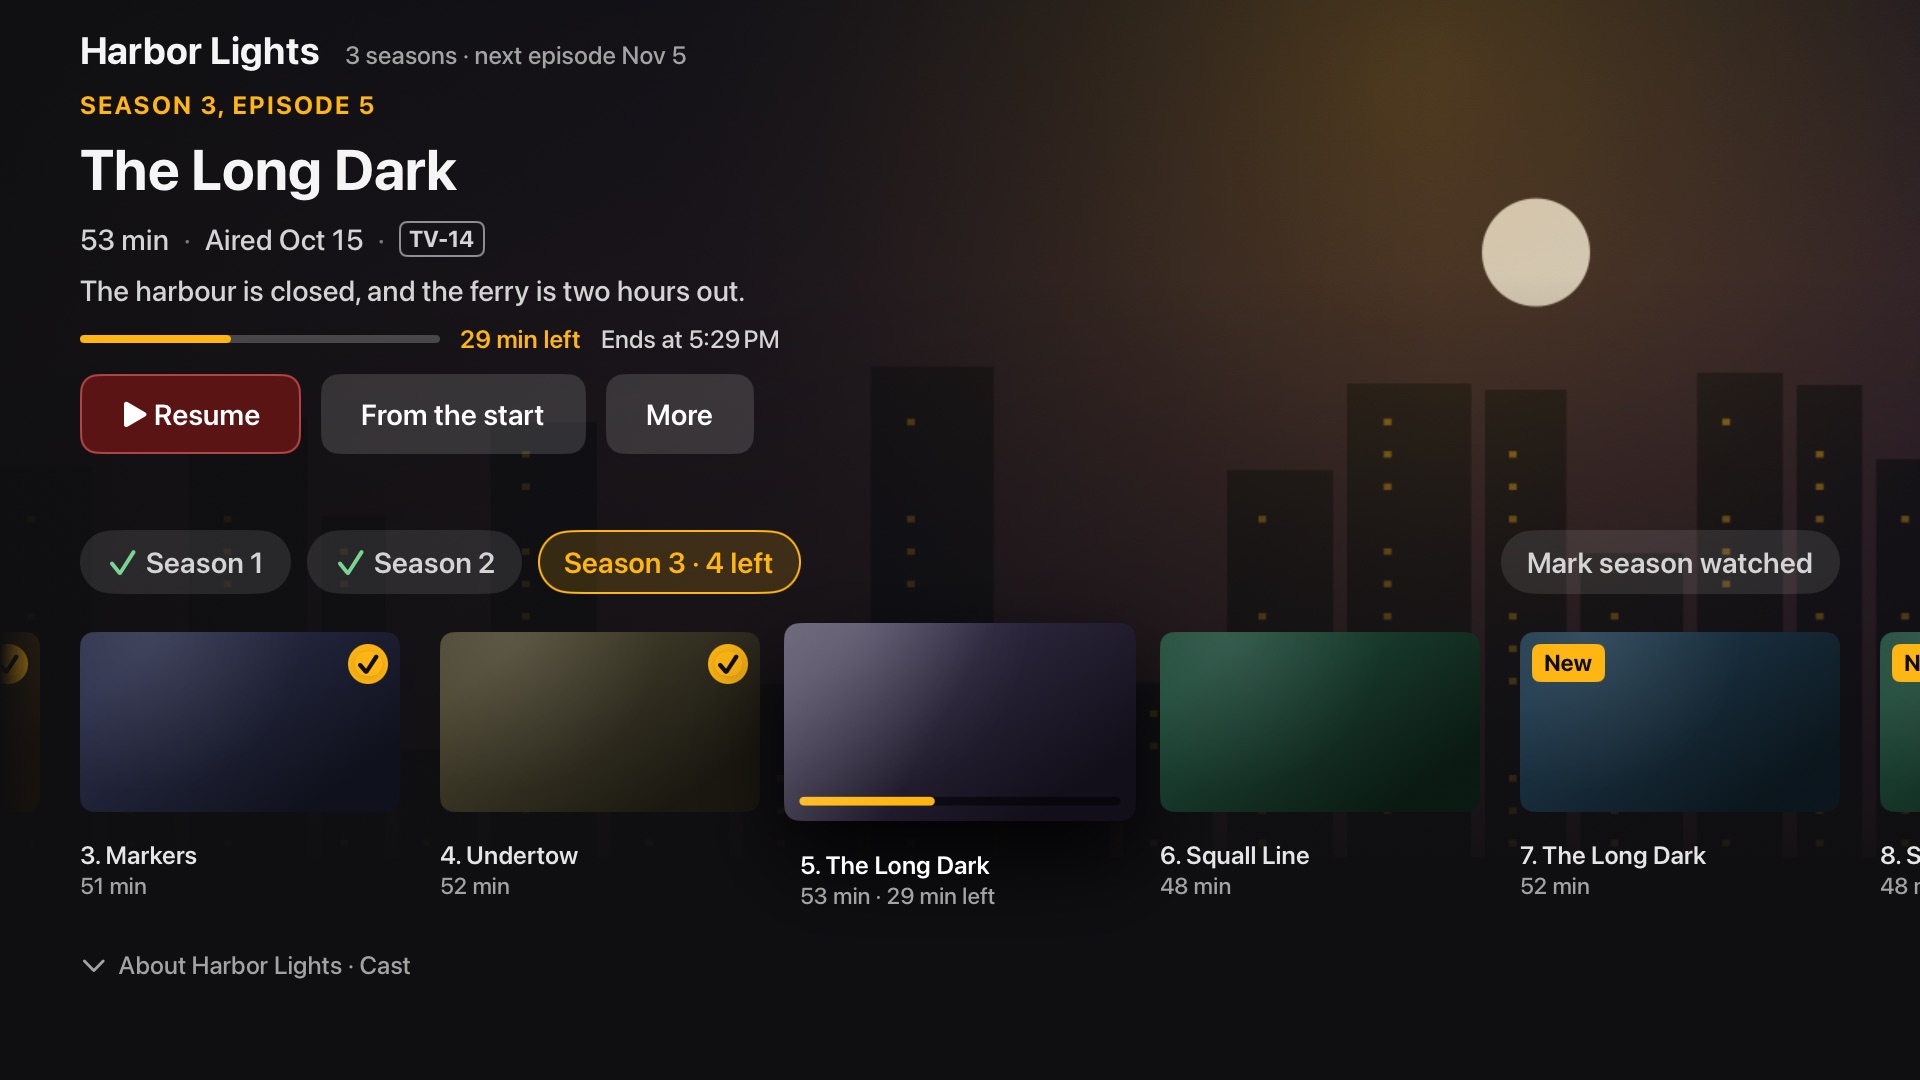 Harbor Lights 3 seasons · next episode Nov 5
SEASON 3, EPISODE 5
The Long Dark
53 min · Aired Oct 15 · TV-14
The harbour is closed, and the ferry is two hours out.
29 min left Ends at 5:29 PM
Resume From the start More
Season 1 Season 2 Season 3 · 4 left Mark season watched
New
3. Markers
51 min
4. Undertow
52 min
5. The Long Dark
53 min · 29 min left
6. Squall Line
48 min
7. The Long Dark
52 min
8.
48
About Harbor Lights · Cast